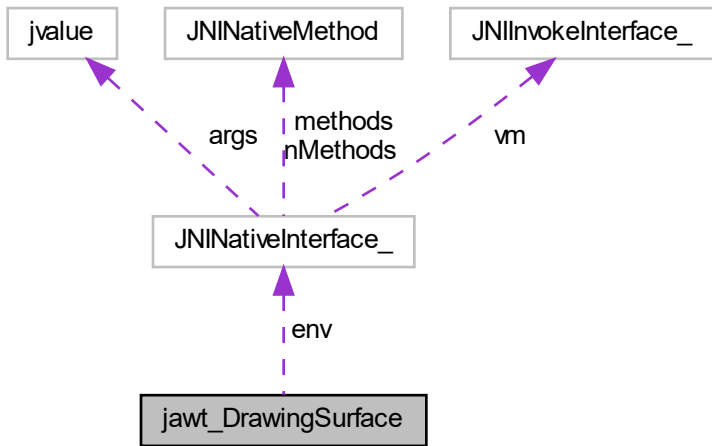 jvalue
JNINativeMethod
JNIInvokeInterface_
args
methods
nMethods
vm
JNINativeInterface_
env
jawt_DrawingSurface